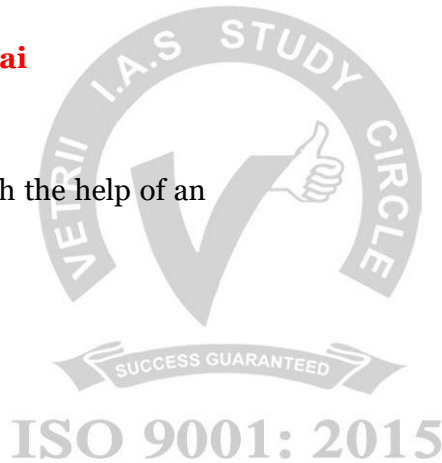 ai
VETRII I.A.S STUDY CIRCLE
h the help of an
SUCCESS GUARANTEED
ISO 9001: 2015